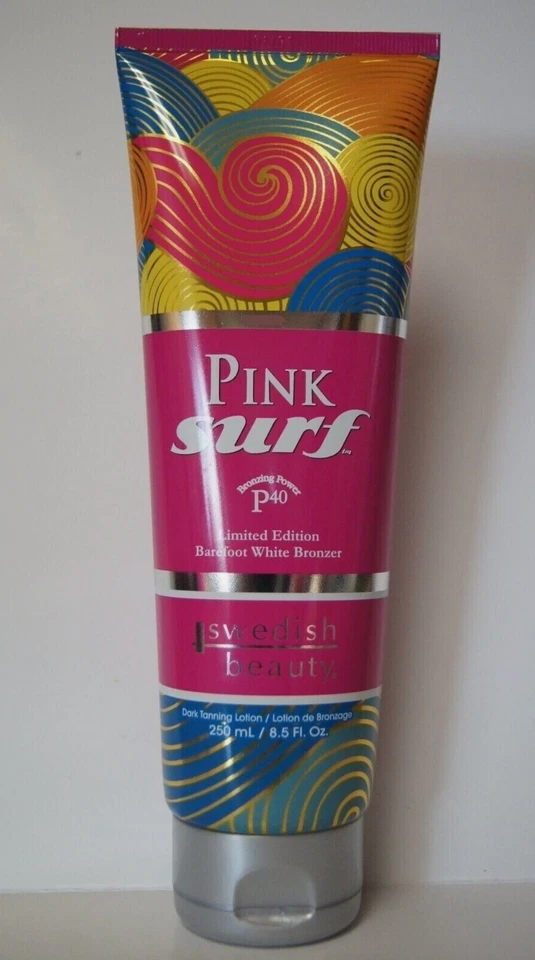 PINK
surf
Bronzing Power
P40
Limited Edition
Barefoot White Bronzer
swedish
beauty
Dark Tanning Lotion / Lotion de Bronzage
250 mL / 8.5 Fl. Oz.